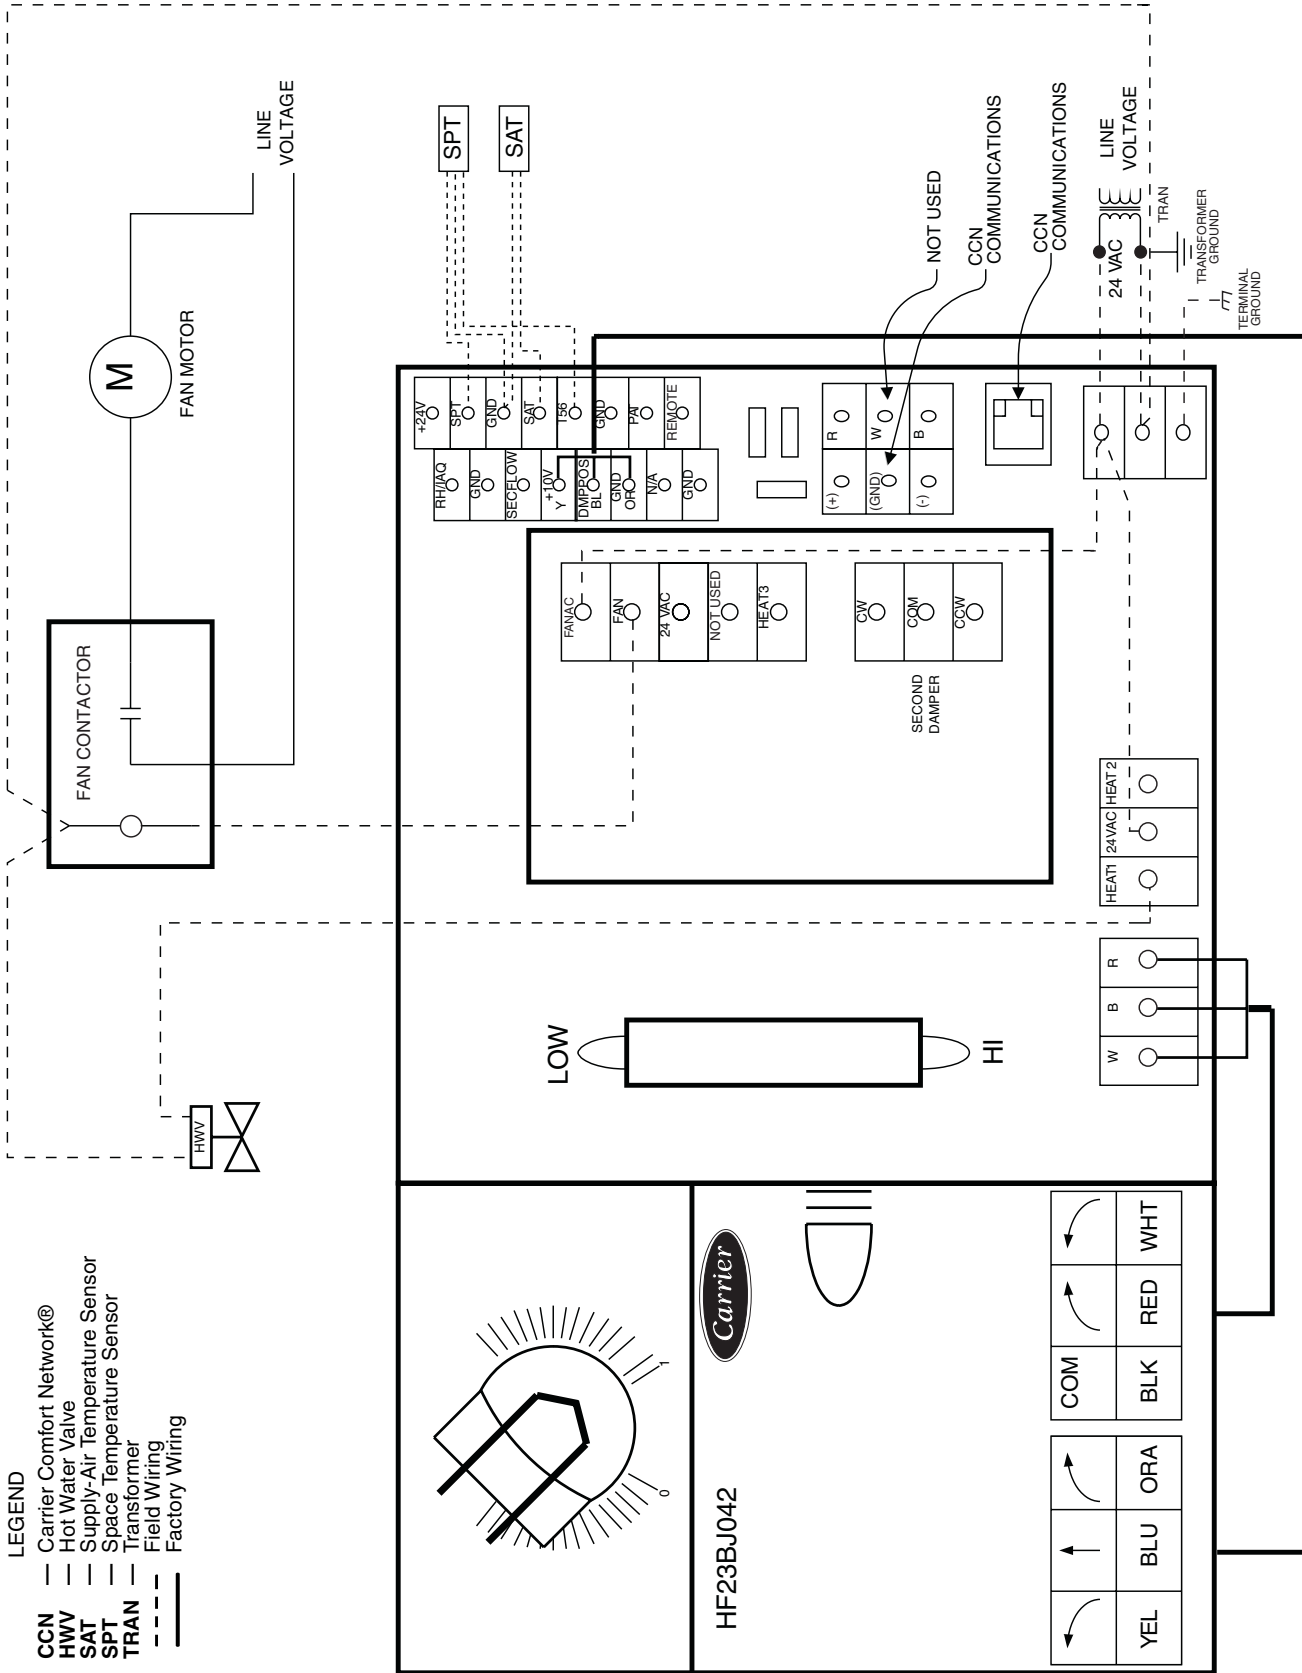 LEGEND
CCN — Carrier Comfort Network®
HWV — Hot Water Valve
SAT — Supply-Air Temperature Sensor
SPT — Space Temperature Sensor
TRAN — Transformer
Field Wiring
Factory Wiring
HWV
FAN CONTACTOR
M
FAN MOTOR
LINE
VOLTAGE
SPT
SAT
+24V
SPT
GND
SAT
T56
GND
PAT
REMOTE
RH/IAQ
GND
SECFLOW
+10V
Y
DMPPOS
BL
GND
OR
N/A
GND
NOT USED
CCN
COMMUNICATIONS
CCN
COMMUNICATIONS
R
W
B
(+)
(GND)
(-)
LINE
VOLTAGE
24 VAC
TRAN
TRANSFORMER
GROUND
TERMINAL
GROUND
FANAC
FAN
24 VAC
NOT USED
HEAT3
CW
COM
CCW
SECOND
DAMPER
HEAT1
24VAC
HEAT 2
LOW
HI
W
B
R
0
1
Carrier
HF23BJ042
COM
YEL
BLU
ORA
BLK
RED
WHT